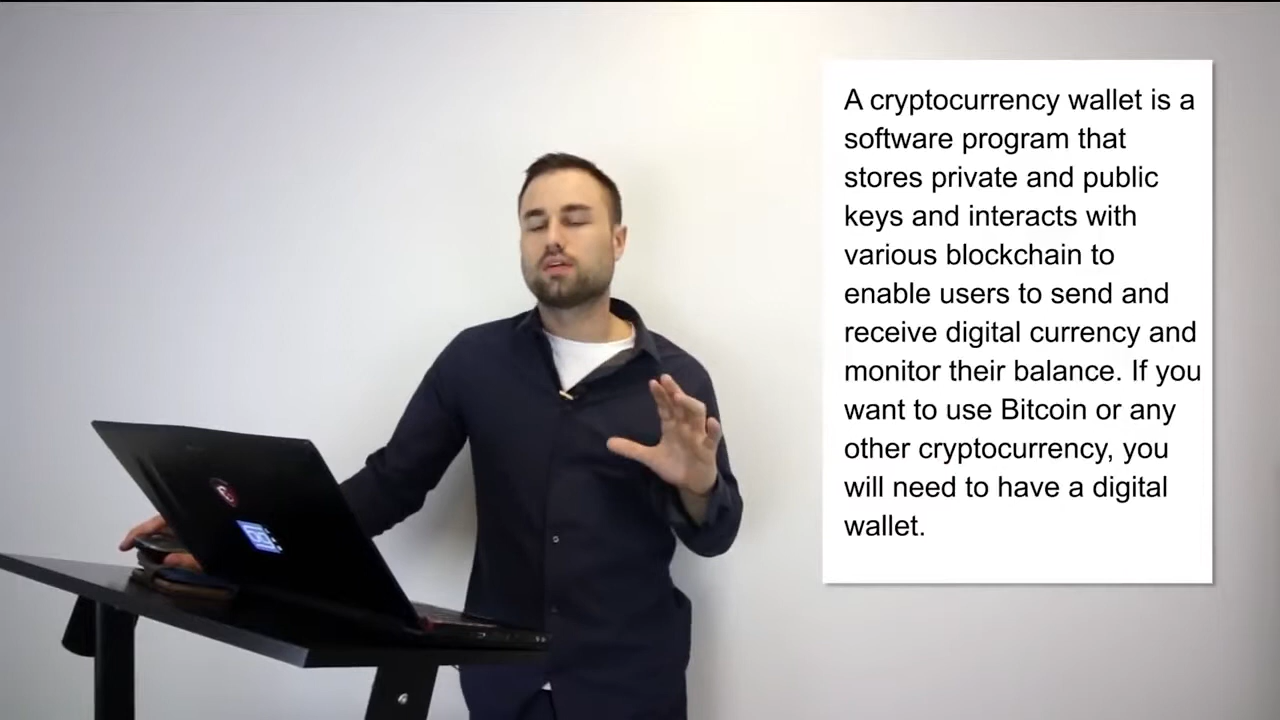 A cryptocurrency wallet is a
software program that
stores private and public
keys and interacts with
various blockchain to
enable users to send and
receive digital currency and
monitor their balance. If you
want to use Bitcoin or any
other cryptocurrency, you
will need to have a digital
wallet.